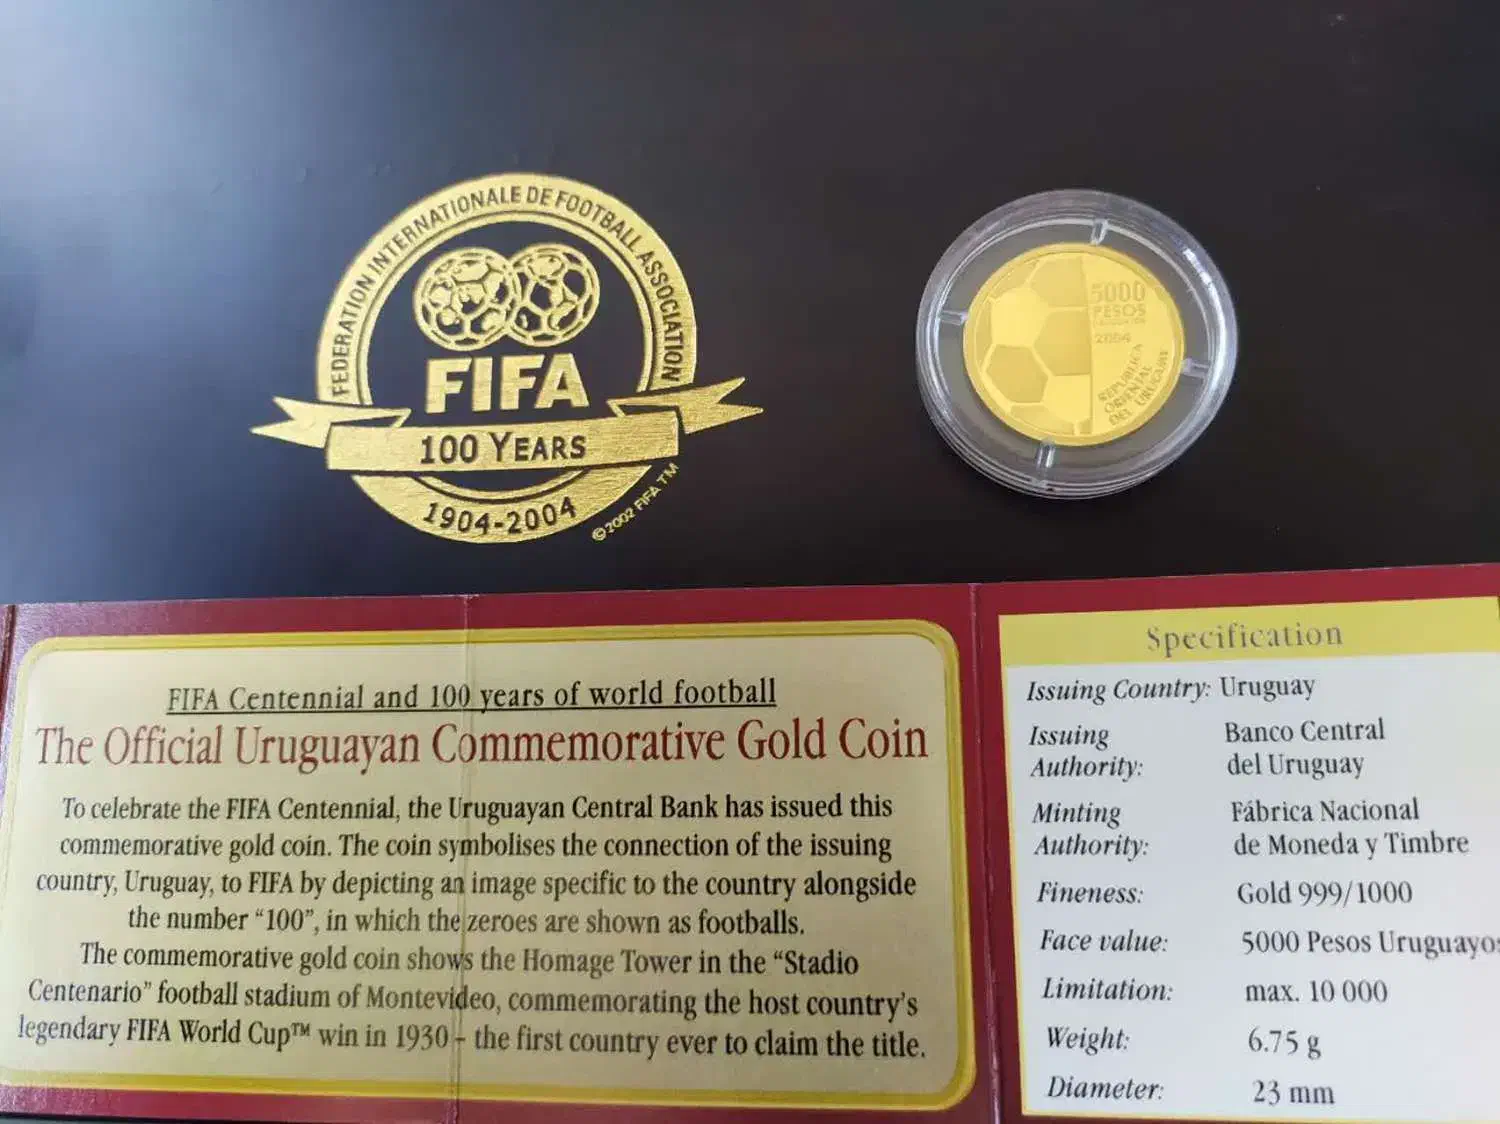 FEDERATION INTERNATIONALE DE FOOTBALL ASSOCIATION
FIFA
100 YEARS
1904-2004
©2002 FIFA TM
5000
PESOS
2004
REPUBLICA
ORIENTAL
DEL URUGUAY
FIFA Centennial and 100 years of world football
The Official Uruguayan Commemorative Gold Coin
To celebrate the FIFA Centennial, the Uruguayan Central Bank has issued this
commemorative gold coin. The coin symbolises the connection of the issuing
country, Uruguay, to FIFA by depicting an image specific to the country alongside
the number “100”, in which the zeroes are shown as footballs.
The commemorative gold coin shows the Homage Tower in the “Stadio
Centenario” football stadium of Montevideo, commemorating the host country’s
legendary FIFA World Cup™ win in 1930 – the first country ever to claim the title.
Specification
Issuing Country: Uruguay
Issuing Banco Central
Authority: del Uruguay
Minting Fábrica Nacional
Authority: de Moneda y Timbre
Fineness: Gold 999/1000
Face value: 5000 Pesos Uruguayos
Limitation: max. 10 000
Weight: 6.75 g
Diameter: 23 mm